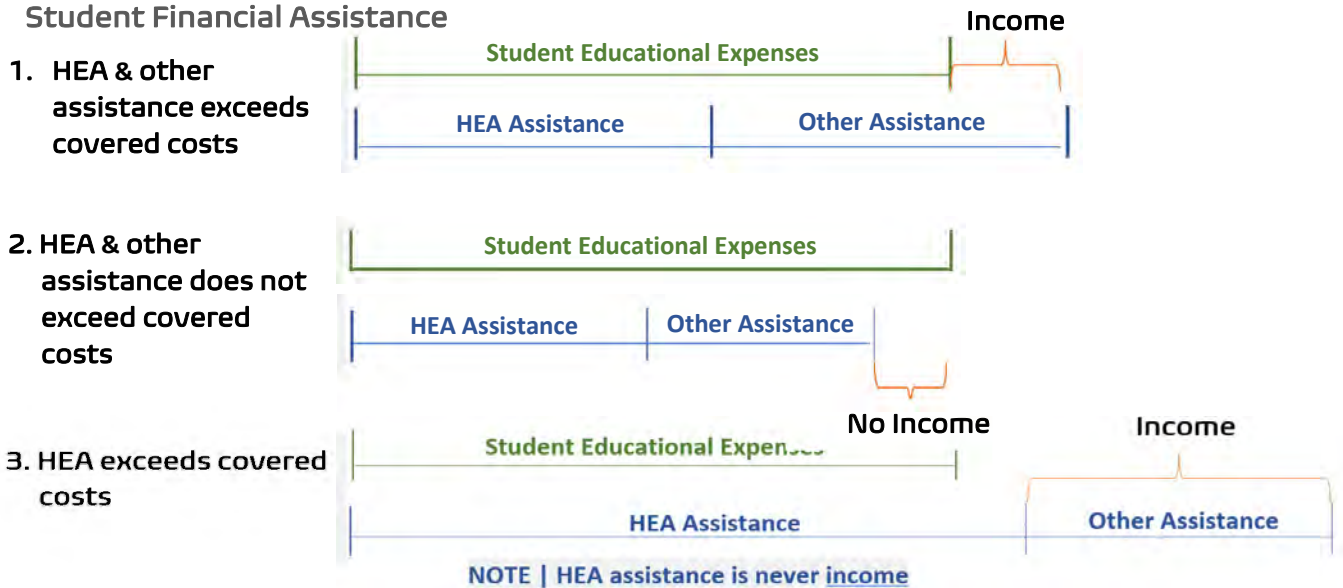 Student Financial Assistance
Income
1. HEA & other
assistance exceeds
covered costs
Student Educational Expenses
HEA Assistance
Other Assistance
2. HEA & other
assistance does not
exceed covered
costs
Student Educational Expenses
HEA Assistance
Other Assistance
No Income
Income
3. HEA exceeds covered
costs
Student Educational Expenses
HEA Assistance
Other Assistance
NOTE | HEA assistance is never income